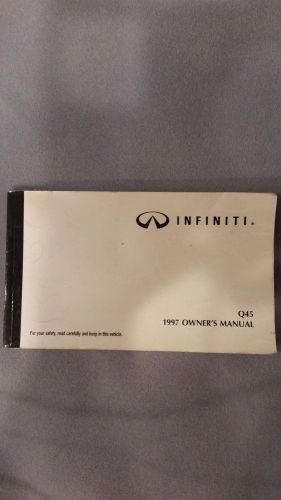 INFINITI®
Q45
1997 OWNER'S MANUAL
For your safety, read carefully and keep in this vehicle.